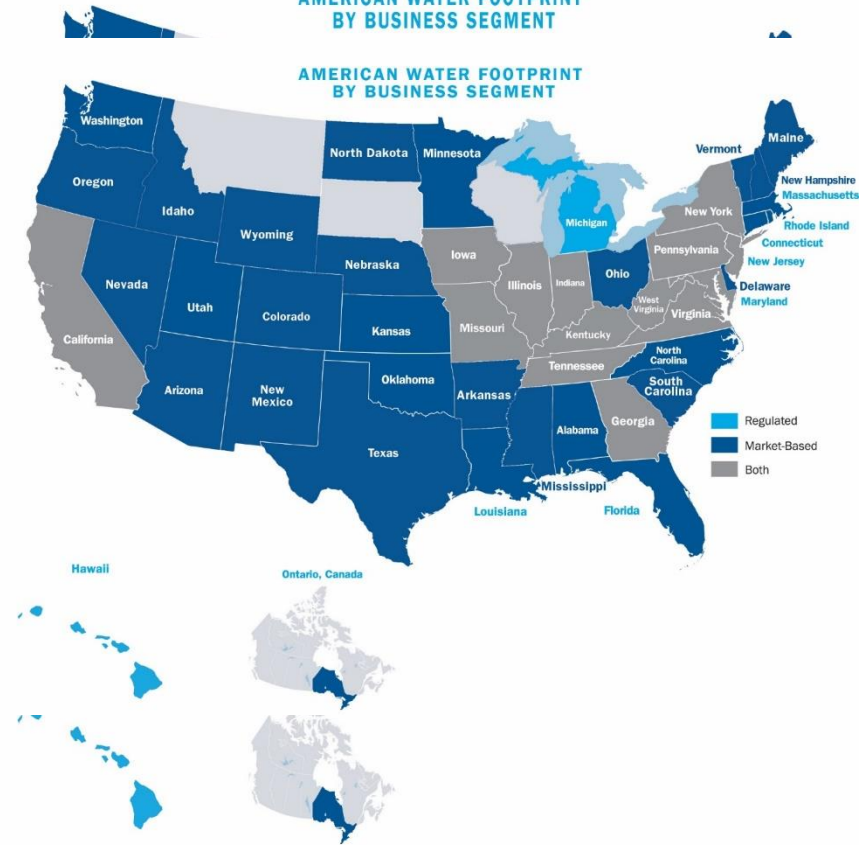 AMERICAN WATER FOOTPRINT
BY BUSINESS SEGMENT
AMERICAN WATER FOOTPRINT
BY BUSINESS SEGMENT
Washington
Oregon
Idaho
North Dakota
Minnesota
Wyoming
Nebraska
Nevada
Utah
Colorado
Kansas
California
Arizona
New
Mexico
Oklahoma
Texas
Iowa
Missouri
Arkansas
Illinois
Indiana
Michigan
Ohio
Kentucky
Tennessee
West
Virginia
Virginia
Pennsylvania
New York
Vermont
Maine
New Hampshire
Massachusetts
Rhode Island
Connecticut
New Jersey
Delaware
Maryland
North
Carolina
South
Carolina
Georgia
Alabama
Mississippi
Louisiana
Florida
Regulated
Market-Based
Both
Hawaii
Ontario, Canada